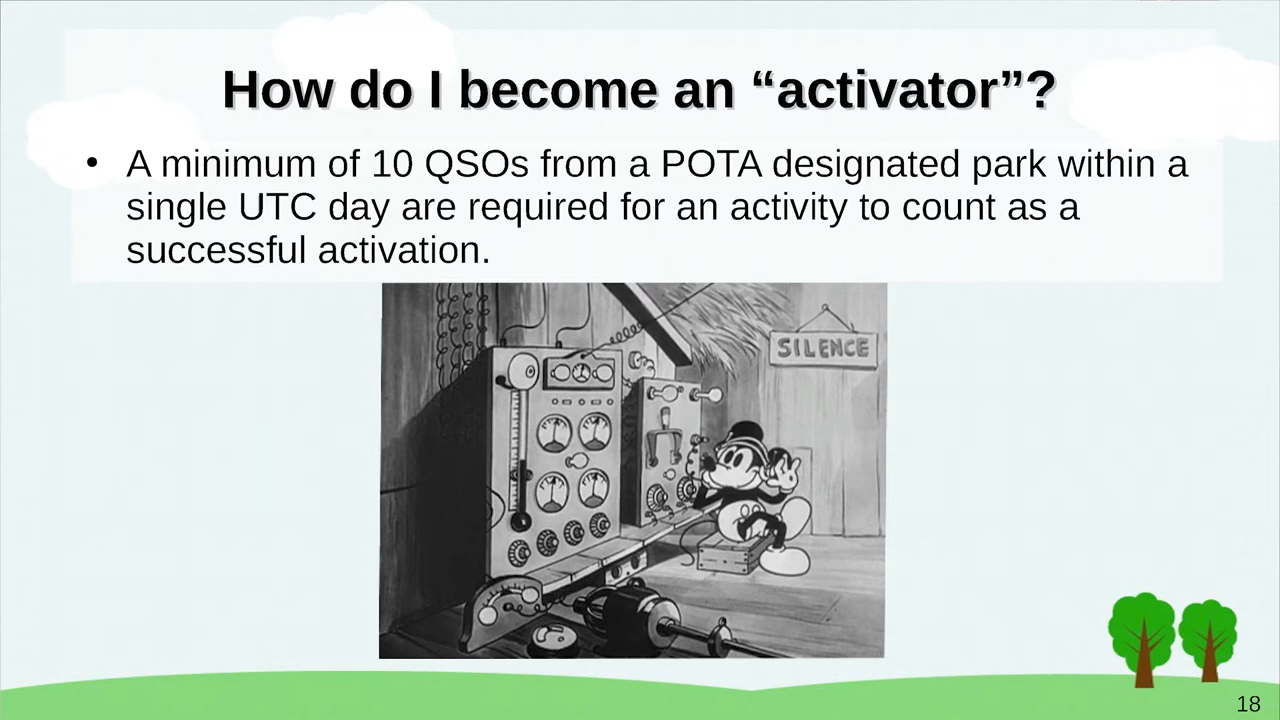 How do I become an “activator”?
• A minimum of 10 QSOs from a POTA designated park within a
single UTC day are required for an activity to count as a
successful activation.
SILENCE
18